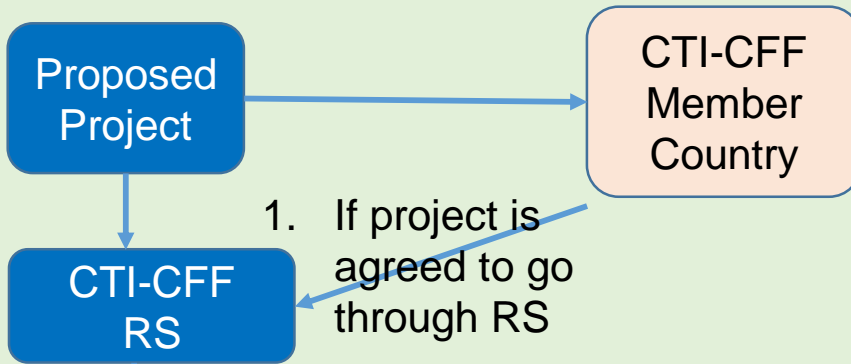 Proposed
Project
CTI-CFF
Member
Country
1. If project is
agreed to go
through RS
CTI-CFF
RS